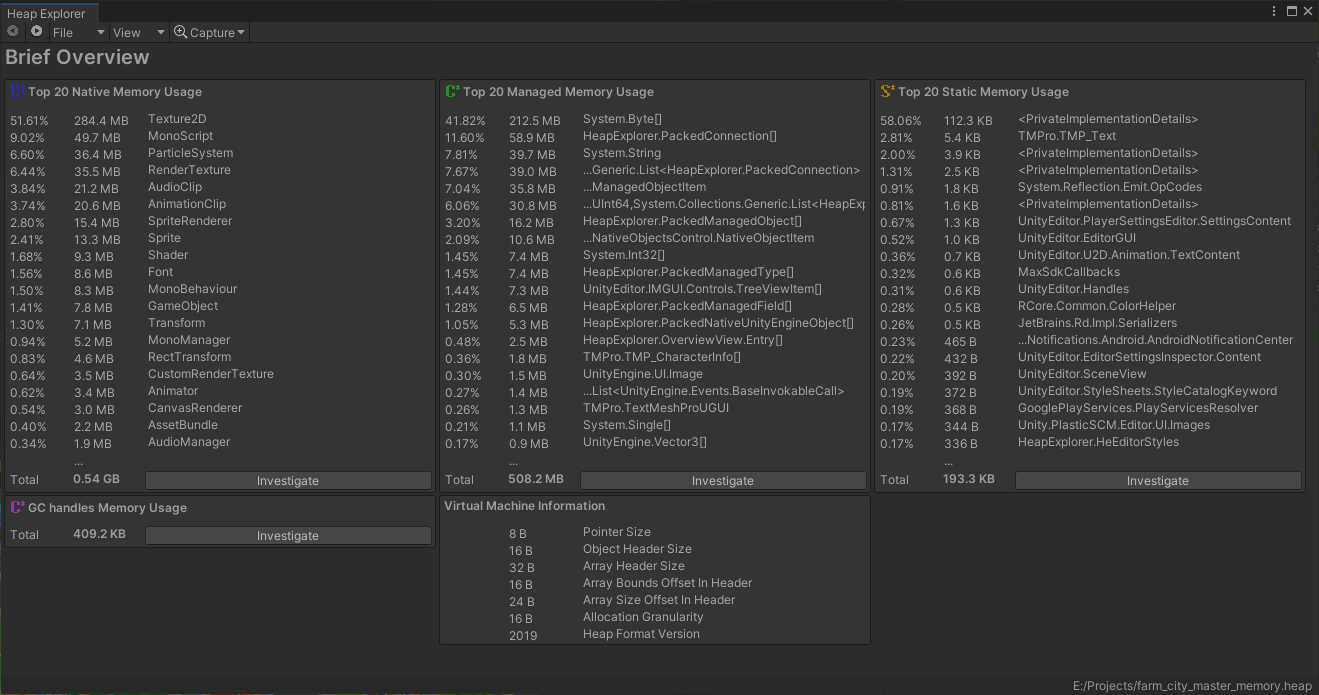 Heap Explorer
File View Capture
Brief Overview
C# Top 20 Native Memory Usage
51.61% 284.4 MB Texture2D
9.02% 49.7 MB MonoScript
6.60% 36.4 MB ParticleSystem
6.44% 35.5 MB RenderTexture
3.84% 21.2 MB AudioClip
3.74% 20.6 MB AnimationClip
2.80% 15.4 MB SpriteRenderer
2.41% 13.3 MB Sprite
1.68% 9.3 MB Shader
1.56% 8.6 MB Font
1.50% 8.3 MB MonoBehaviour
1.41% 7.8 MB GameObject
1.30% 7.1 MB Transform
0.94% 5.2 MB MonoManager
0.83% 4.6 MB RectTransform
0.64% 3.5 MB CustomRenderTexture
0.62% 3.4 MB Animator
0.54% 3.0 MB CanvasRenderer
0.40% 2.2 MB AssetBundle
0.34% 1.9 MB AudioManager
...
Total 0.54 GB Investigate
C# Top 20 Managed Memory Usage
41.82% 212.5 MB System.Byte[]
11.60% 58.9 MB HeapExplorer.PackedConnection[]
7.81% 39.7 MB System.String
7.67% 39.0 MB ...Generic.List<HeapExplorer.PackedConnection>
7.04% 35.8 MB ...ManagedObjectItem
6.06% 30.8 MB ...UInt64,System.Collections.Generic.List<HeapExp
3.20% 16.2 MB HeapExplorer.PackedManagedObject[]
2.09% 10.6 MB ...NativeObjectsControl.NativeObjectItem
1.45% 7.4 MB System.Int32[]
1.45% 7.4 MB HeapExplorer.PackedManagedType[]
1.44% 7.3 MB UnityEditor.IMGUI.Controls.TreeViewItem[]
1.28% 6.5 MB HeapExplorer.PackedManagedField[]
1.05% 5.3 MB HeapExplorer.PackedNativeUnityEngineObject[]
0.48% 2.5 MB HeapExplorer.OverviewView.Entry[]
0.36% 1.8 MB TMPro.TMP_CharacterInfo[]
0.30% 1.5 MB UnityEngine.UI.Image
0.27% 1.4 MB ...List<UnityEngine.Events.BaseInvokableCall>
0.26% 1.3 MB TMPro.TextMeshProUGUI
0.21% 1.1 MB System.Single[]
0.17% 0.9 MB UnityEngine.Vector3[]
...
Total 508.2 MB Investigate
S# Top 20 Static Memory Usage
58.06% 112.3 KB <PrivateImplementationDetails>
2.81% 5.4 KB TMPro.TMP_Text
2.00% 3.9 KB <PrivateImplementationDetails>
1.31% 2.5 KB <PrivateImplementationDetails>
0.91% 1.8 KB System.Reflection.Emit.OpCodes
0.81% 1.6 KB <PrivateImplementationDetails>
0.67% 1.3 KB UnityEditor.PlayerSettingsEditor.SettingsContent
0.52% 1.0 KB UnityEditor.EditorGUI
0.36% 0.7 KB UnityEditor.U2D.Animation.TextContent
0.32% 0.6 KB MaxSdkCallbacks
0.31% 0.6 KB UnityEditor.Handles
0.28% 0.5 KB RCore.Common.ColorHelper
0.26% 0.5 KB JetBrains.Rd.Impl.Serializers
0.23% 465 B ...Notifications.Android.AndroidNotificationCenter
0.22% 432 B UnityEditor.EditorSettingsInspector.Content
0.20% 392 B UnityEditor.SceneView
0.19% 372 B UnityEditor.StyleSheets.StyleCatalogKeyword
0.19% 368 B GooglePlayServices.PlayServicesResolver
0.17% 344 B Unity.PlasticSCM.Editor.UI.Images
0.17% 336 B HeapExplorer.HeEditorStyles
...
Total 193.3 KB Investigate
C# GC handles Memory Usage
Total 409.2 KB Investigate
Virtual Machine Information
8 B Pointer Size
16 B Object Header Size
32 B Array Header Size
16 B Array Bounds Offset In Header
24 B Array Size Offset In Header
16 B Allocation Granularity
2019 Heap Format Version
E:/Projects/farm_city_master_memory.heap